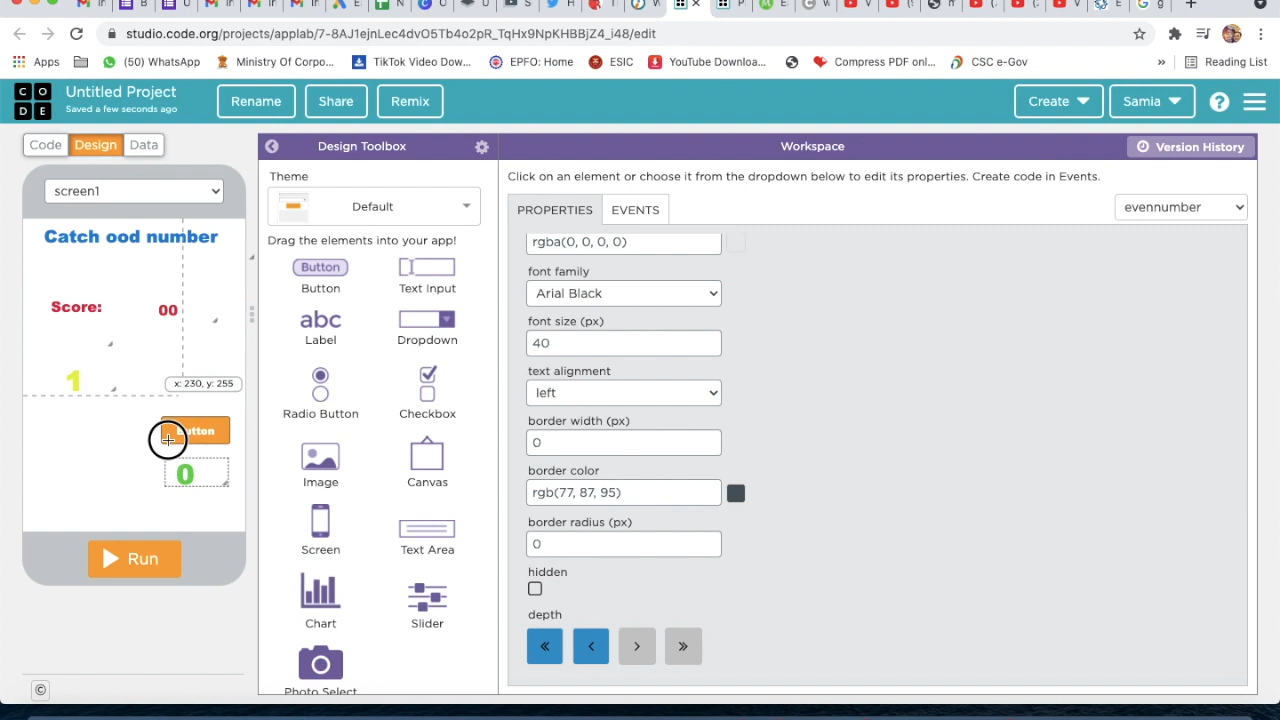 studio.code.org/projects/applab/7-8AJ1ejnLec4dvO5Tb4o2pR_TqHx9NpKHBBjZ4_i48/edit
Apps
(50) WhatsApp
Ministry Of Corpo...
TikTok Video Dow...
EPFO: Home
ESIC
YouTube Downloa...
Compress PDF onl...
CSC e-Gov
»
Reading List
C O
D E
Untitled Project
Saved a few seconds ago
Rename
Share
Remix
Create
Samia
?
Code
Design
Data
Design Toolbox
Workspace
Version History
screen1
Catch ood number
Score:
00
1
x: 230, y: 255
0
Run
©
Theme
Default
Drag the elements into your app!
Button
Button
Text Input
abc
Label
Dropdown
Radio Button
Checkbox
Image
Canvas
Screen
Text Area
Chart
Slider
Photo Select
Click on an element or choose it from the dropdown below to edit its properties. Create code in Events.
PROPERTIES
EVENTS
evennumber
rgba(0, 0, 0, 0)
font family
Arial Black
font size (px)
40
text alignment
left
border width (px)
0
border color
rgb(77, 87, 95)
border radius (px)
0
hidden
depth